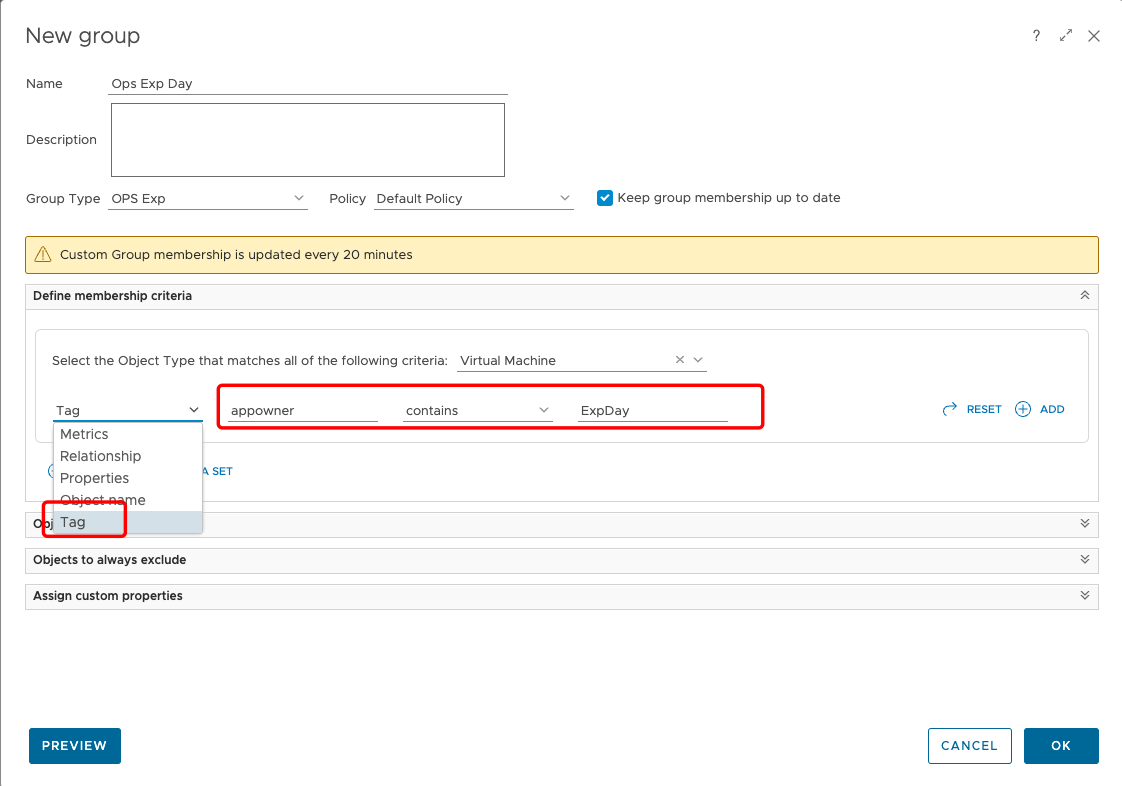 New group
?
Name Ops Exp Day
Description
Group Type OPS Exp Policy Default Policy Keep group membership up to date
Custom Group membership is updated every 20 minutes
Define membership criteria
Select the Object Type that matches all of the following criteria: Virtual Machine
Tag appowner contains ExpDay RESET ADD
Metrics
Relationship
Properties
A SET
Object name
Tag
Objects to always exclude
Assign custom properties
PREVIEW CANCEL OK